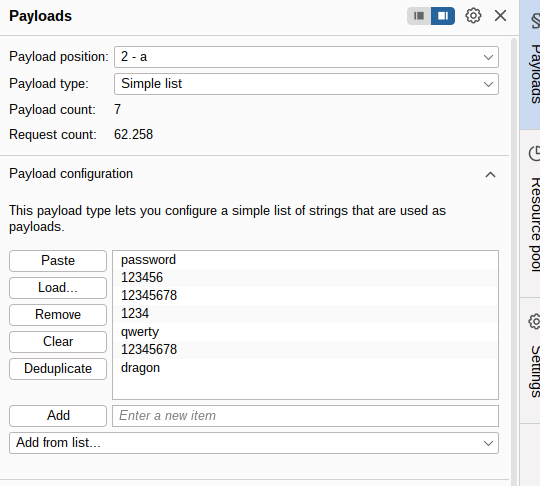 Payloads
Payload position: 2 - a
Payload type: Simple list
Payload count: 7
Request count: 62.258
Payload configuration
This payload type lets you configure a simple list of strings that are used as
payloads.
Paste
Load...
Remove
Clear
Deduplicate
password
123456
12345678
1234
qwerty
12345678
dragon
Add
Enter a new item
Add from list...
Payloads
Resource pool
Settings